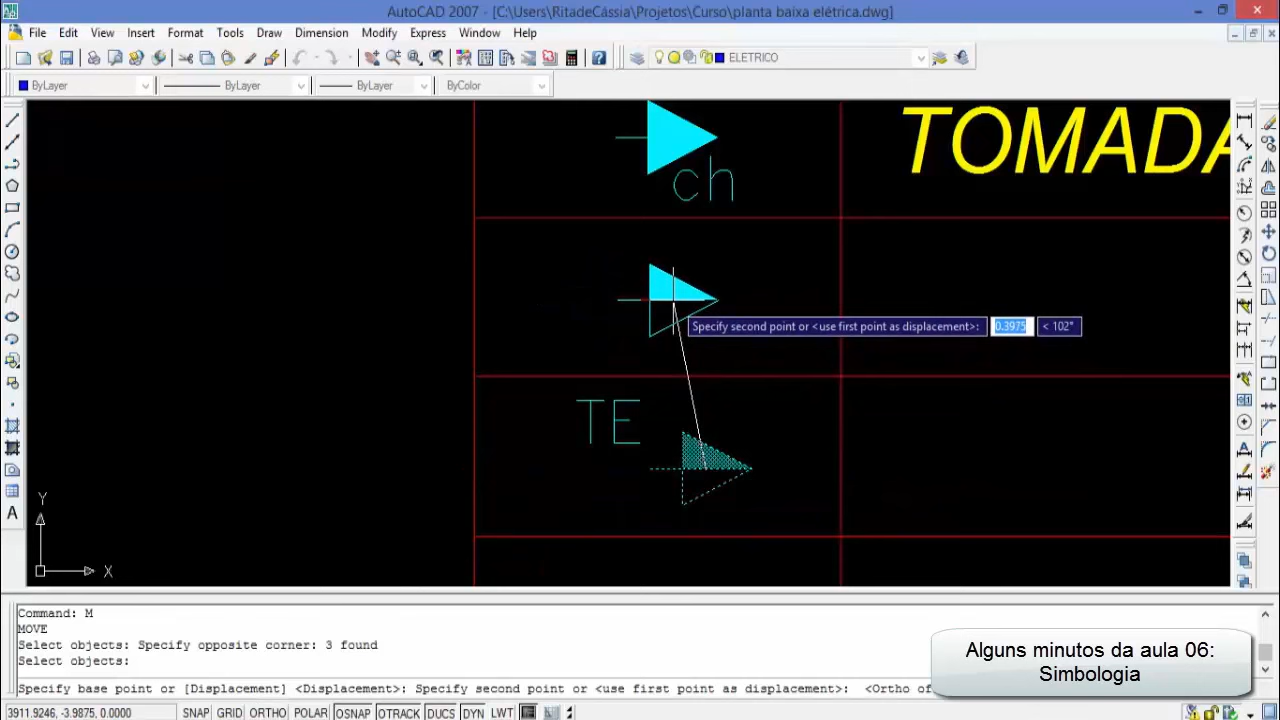 AutoCAD 2007 - [C:\Users\RitadeCássia\Projetos\Curso\planta baixa elétrica.dwg]
File Edit View Insert Format Tools Draw Dimension Modify Express Window Help
ELETRICO
ByLayer ByLayer ByLayer ByColor
TOMADA
ch
Specify second point or <use first point as displacement>: 0.3975 < 102°
TE
Y
X
A
Command: M
MOVE
Select objects: Specify opposite corner: 3 found
Select objects:
Specify base point or [Displacement] <Displacement>: Specify second point or <use first point as displacement>: <Ortho of
Alguns minutos da aula 06:
Simbologia
3911.9246, -3.9875, 0.0000 SNAP GRID ORTHO POLAR OSNAP OTRACK DUCS DYN LWT